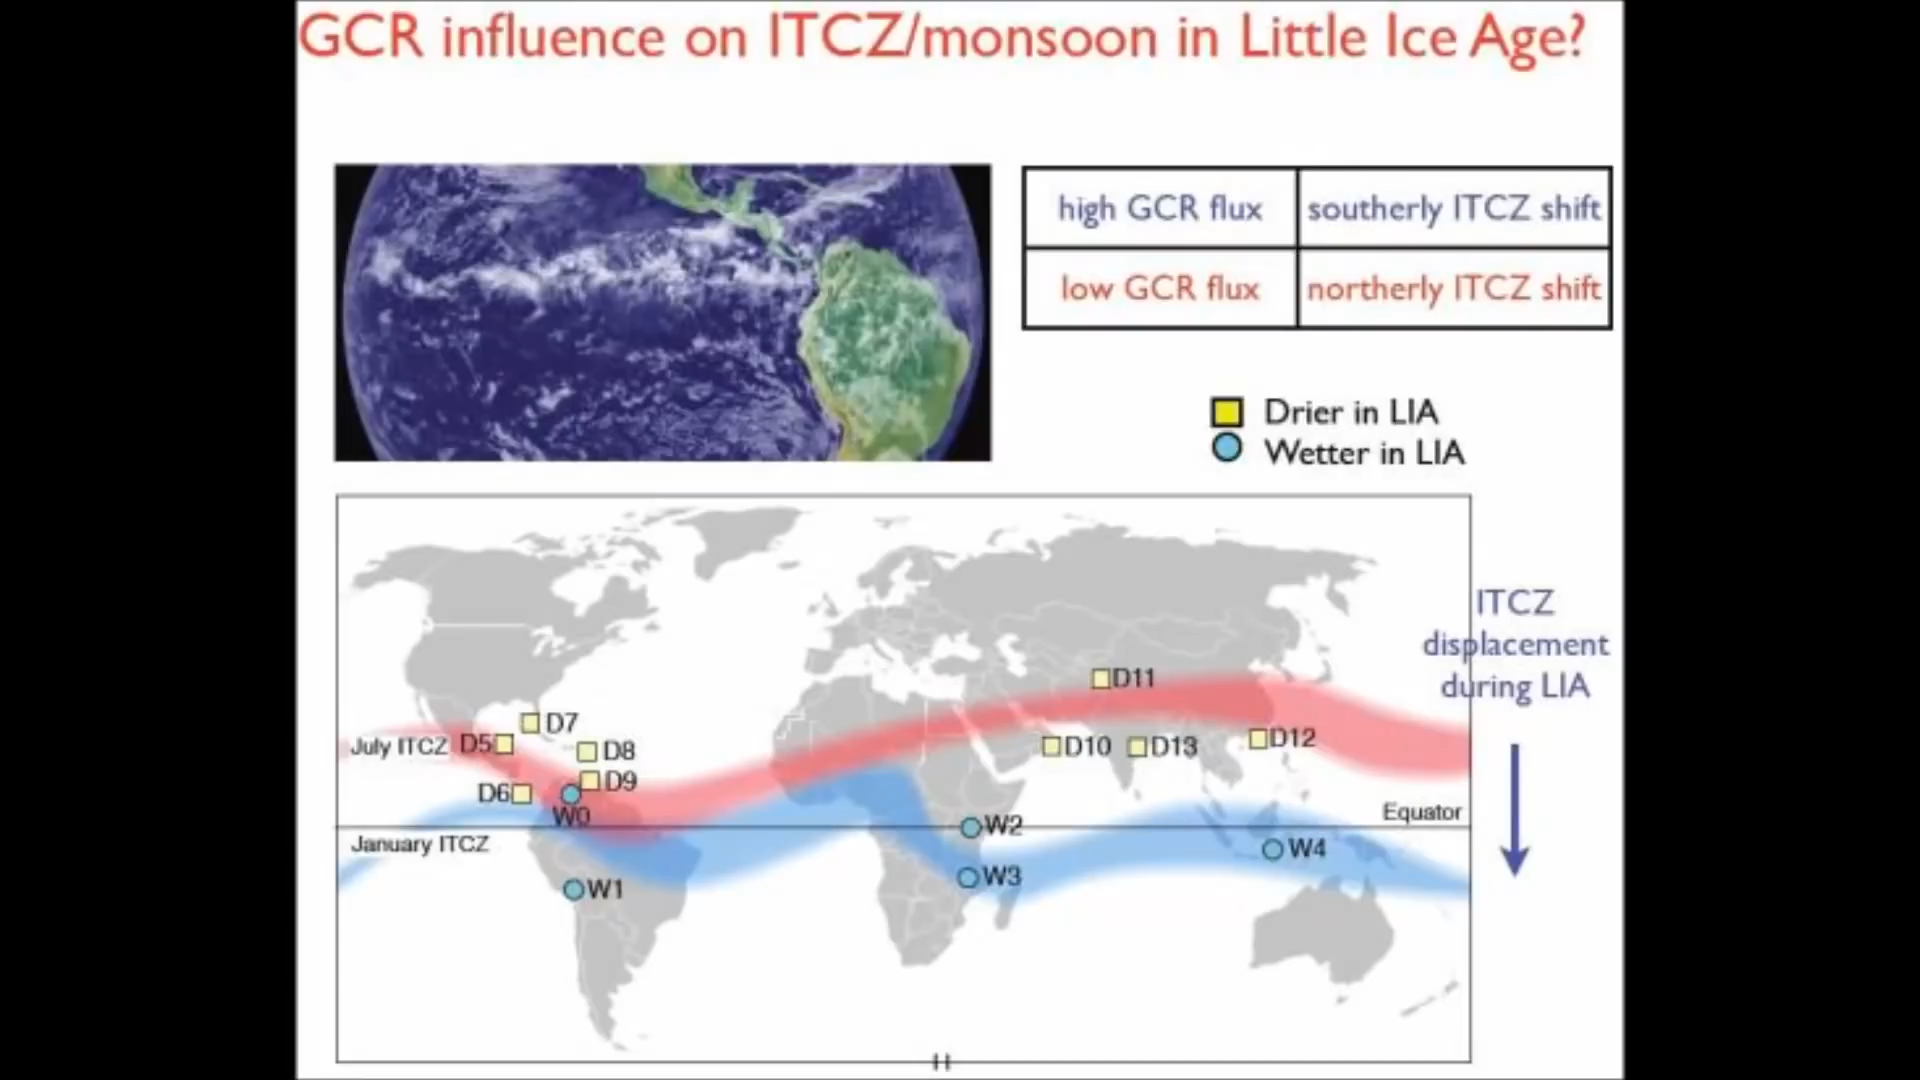 GCR influence on ITCZ/monsoon in Little Ice Age?
high GCR flux southerly ITCZ shift
low GCR flux northerly ITCZ shift
Drier in LIA
Wetter in LIA
ITCZ
displacement
during LIA
D11
D7
July ITCZ D5
D8
D10 D13 D12
D9
D6
W0
Equator
W2
January ITCZ
W4
W3
W1